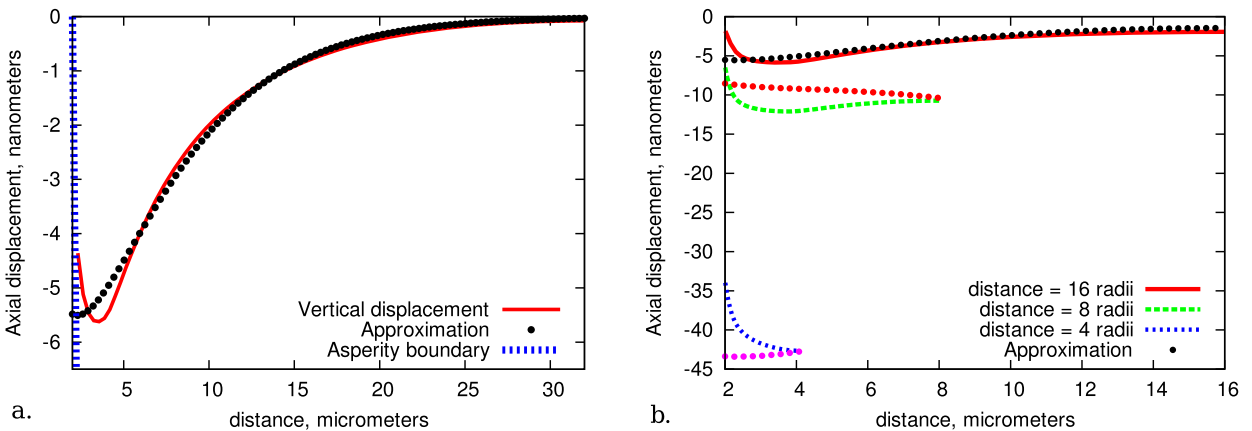 0
-1
-2
-3
-4
-5
-6
Axial displacement, nanometers
5 10 15 20 25 30
distance, micrometers
Vertical displacement
Approximation
Asperity boundary
a.
0
-5
-10
-15
-20
-25
-30
-35
-40
-45
Axial displacement, nanometers
2 4 6 8 10 12 14 16
distance, micrometers
distance = 16 radii
distance = 8 radii
distance = 4 radii
Approximation
b.